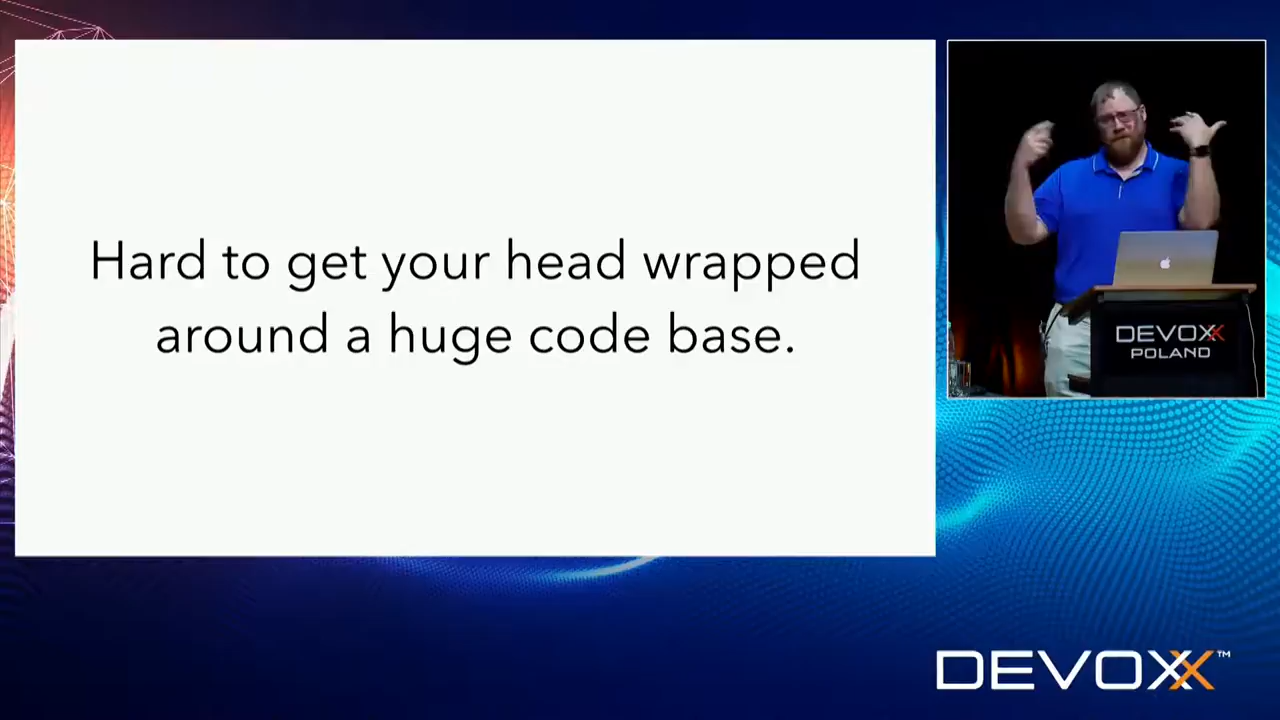 Hard to get your head wrapped
around a huge code base.
DEVOXX
POLAND
DEVOXX™